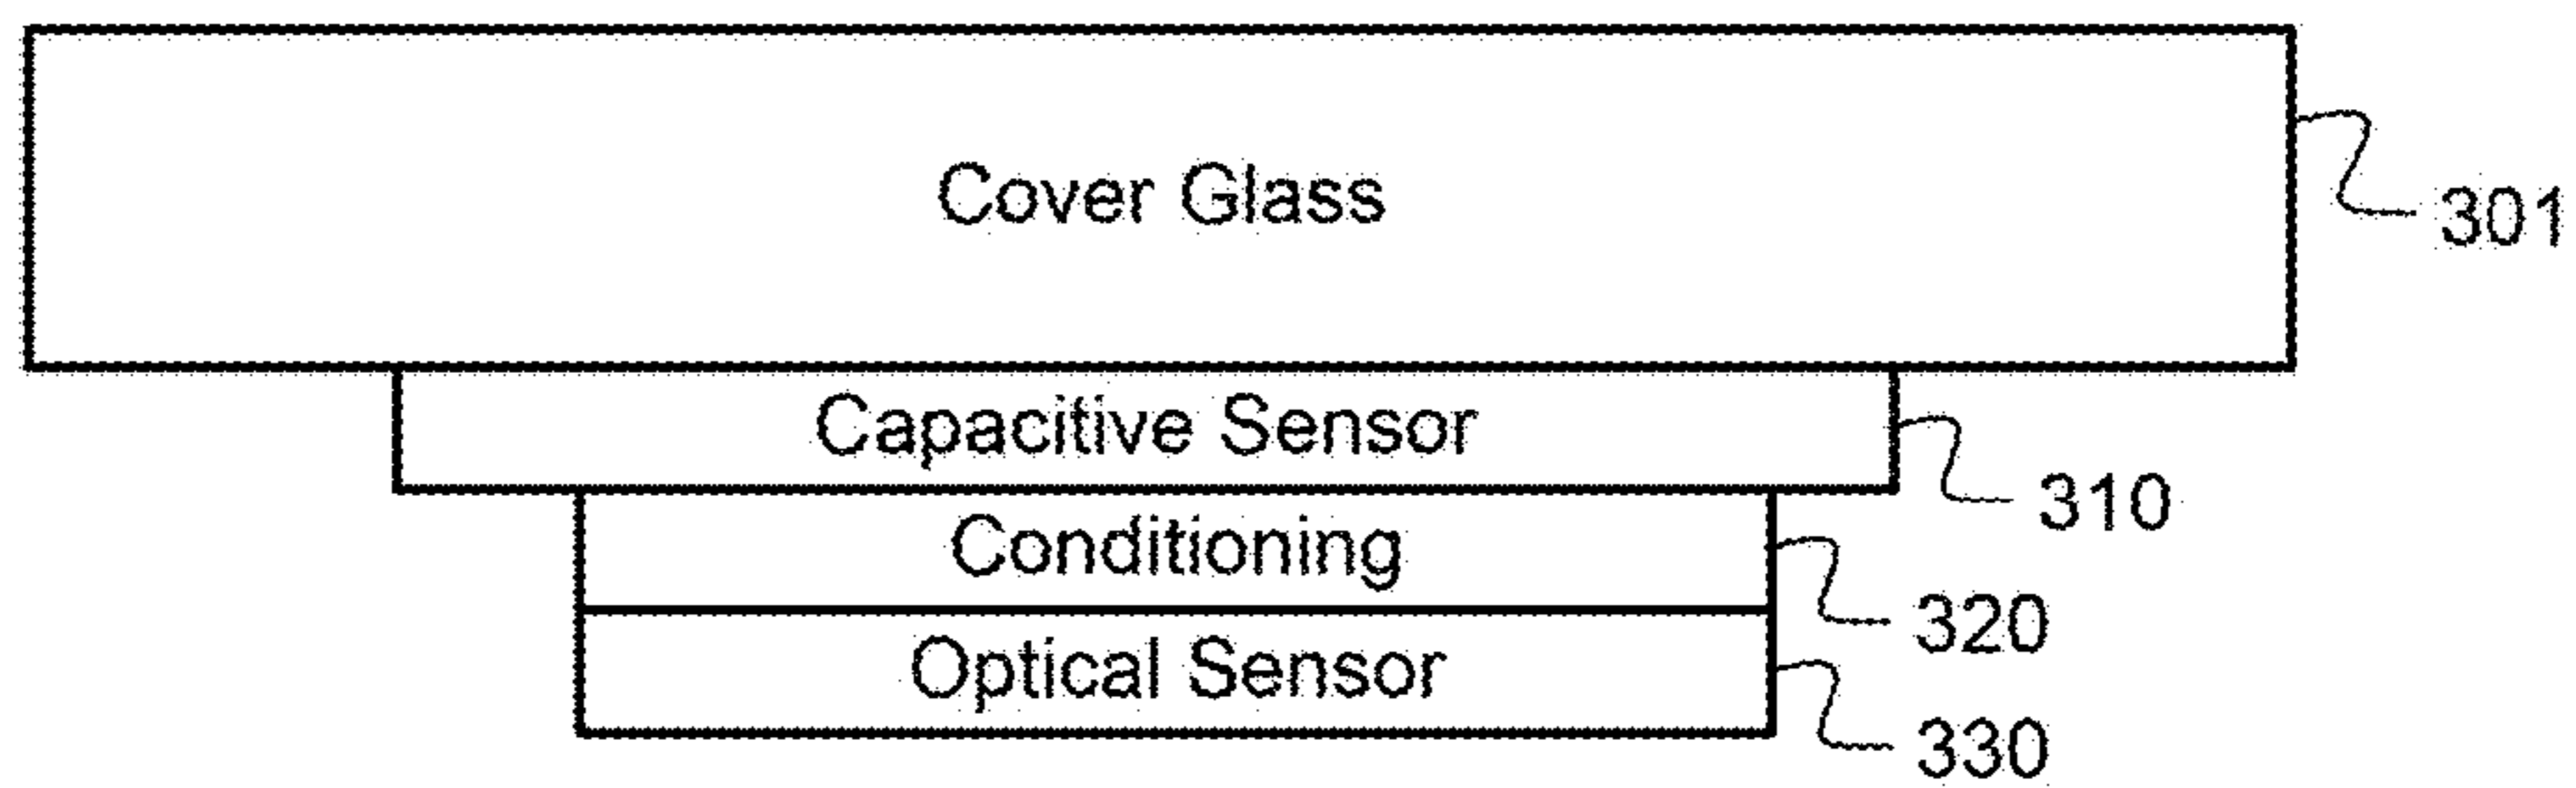 Cover Glass
301
Capacitive Sensor
310
Conditioning
320
Optical Sensor
330